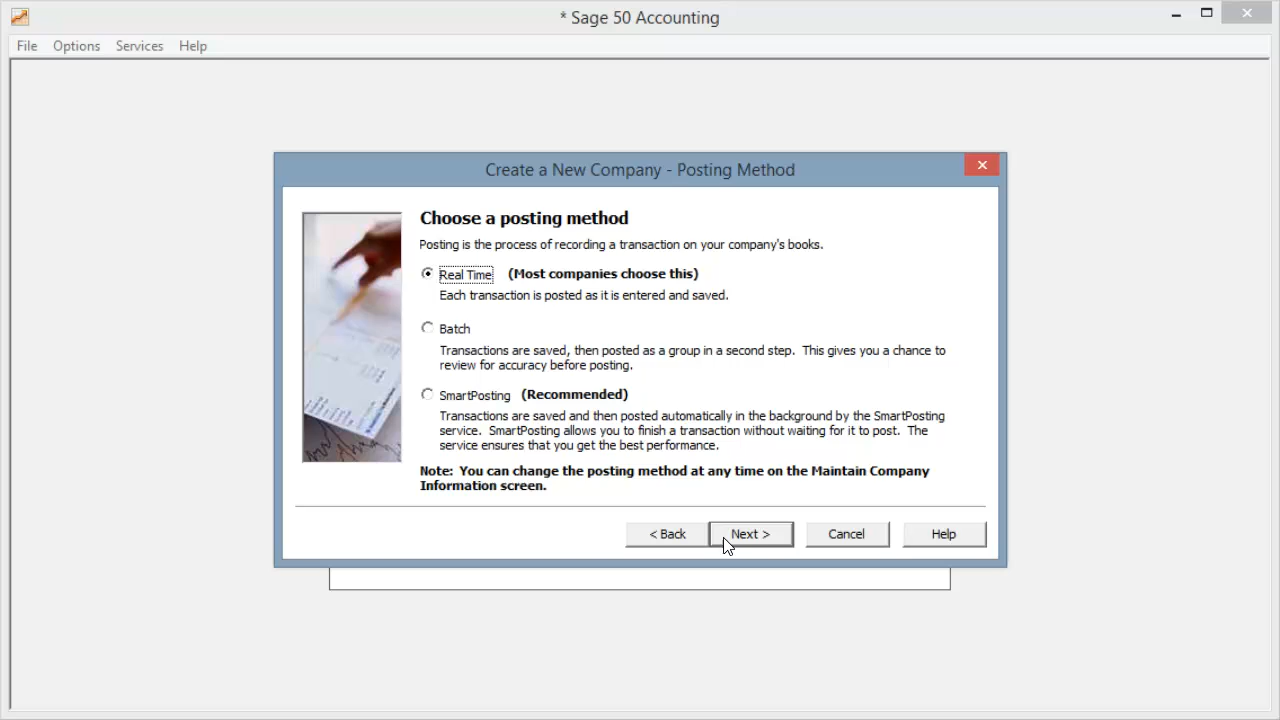 * Sage 50 Accounting
File Options Services Help
Create a New Company - Posting Method
Choose a posting method
Posting is the process of recording a transaction on your company's books.
Real Time (Most companies choose this)
Each transaction is posted as it is entered and saved.
Batch
Transactions are saved, then posted as a group in a second step. This gives you a chance to
review for accuracy before posting.
SmartPosting (Recommended)
Transactions are saved and then posted automatically in the background by the SmartPosting
service. SmartPosting allows you to finish a transaction without waiting for it to post. The
service ensures that you get the best performance.
Note: You can change the posting method at any time on the Maintain Company
Information screen.
< Back Next > Cancel Help